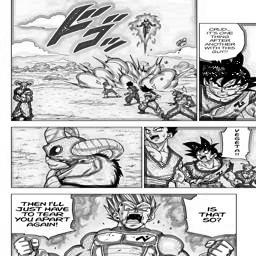 CRUD...
IT'S ONE
THING
AFTER
ANOTHER
WITH THIS
GUY!!
VEGETA!!
IS
THAT
SO?
THEN I'LL
JUST HAVE
TO TEAR
YOU APART
AGAIN!